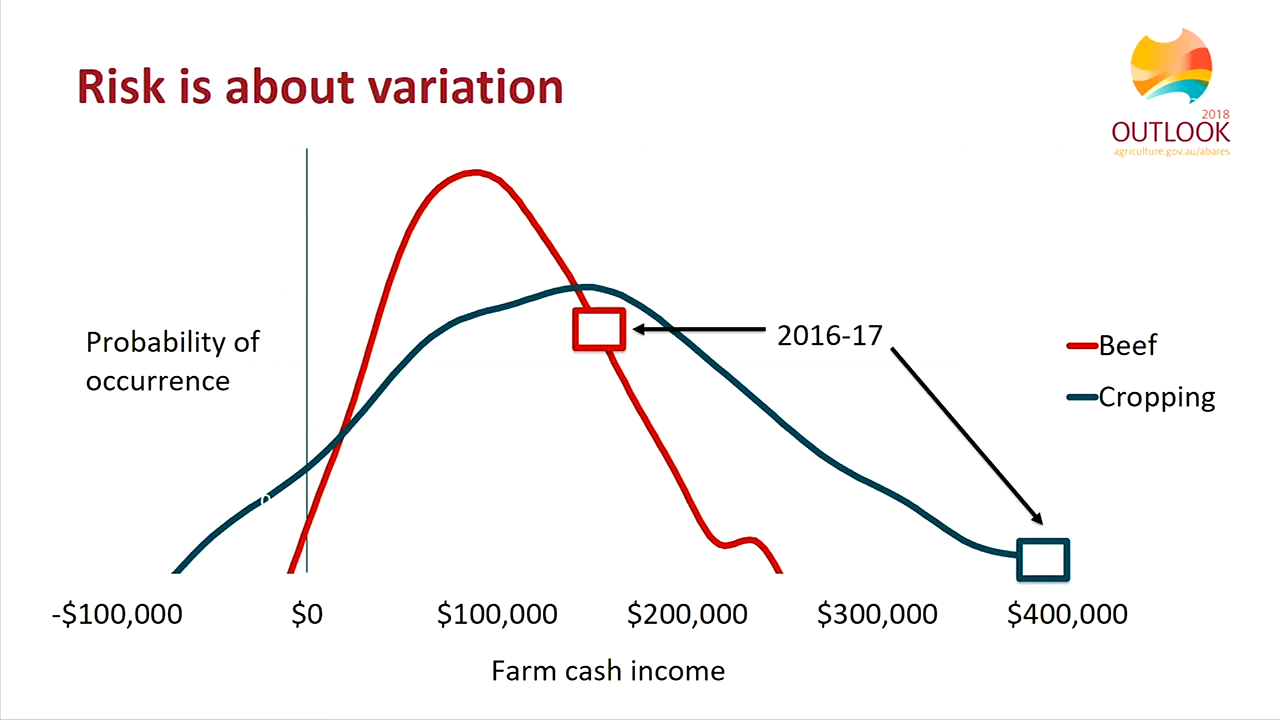 Risk is about variation
2018
OUTLOOK
agriculture.gov.au/abares
Probability of
occurrence
2016-17
Beef
Cropping
-$100,000 $0 $100,000 $200,000 $300,000 $400,000
Farm cash income